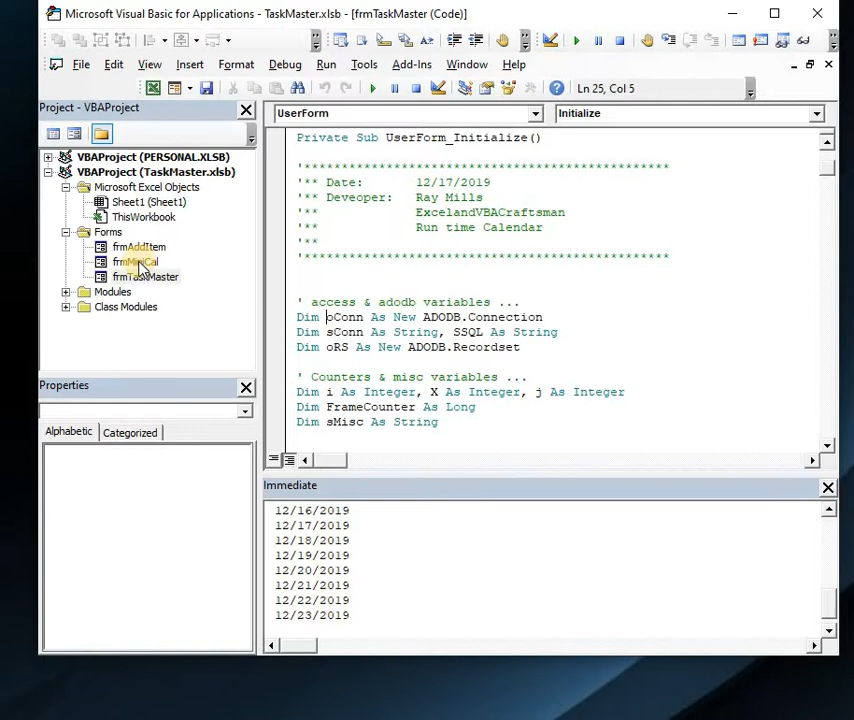 Microsoft Visual Basic for Applications - TaskMaster.xlsb - [frmTaskMaster (Code)]
File Edit View Insert Format Debug Run Tools Add-Ins Window Help
Ln 25, Col 5
Project - VBAProject
UserForm
Initialize
VBAProject (PERSONAL.XLSB)
VBAProject (TaskMaster.xlsb)
Microsoft Excel Objects
Sheet1 (Sheet1)
ThisWorkbook
Forms
frmAddItem
frmMiniCal
frmTaskMaster
Modules
Class Modules
Properties
Alphabetic Categorized
Private Sub UserForm_Initialize()
'**************************************************************
'** Date: 12/17/2019
'** Deveoper: Ray Mills
'** ExcelandVBACraftsman
'** Run time Calendar
'**
'**************************************************************
' access & adodb variables ...
Dim oConn As New ADODB.Connection
Dim sConn As String, SSQL As String
Dim oRS As New ADODB.Recordset
' Counters & misc variables ...
Dim i As Integer, X As Integer, j As Integer
Dim FrameCounter As Long
Dim sMisc As String
Immediate
12/16/2019
12/17/2019
12/18/2019
12/19/2019
12/20/2019
12/21/2019
12/22/2019
12/23/2019